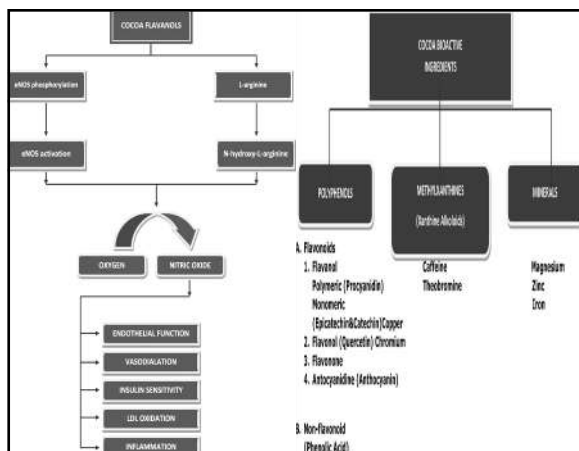 COCOA FLAVANOLS
eNOS phosphorylation
L-arginine
eNOS activation
N-hydroxy-L-arginine
OXYGEN
NITRIC OXIDE
ENDOTHELIAL FUNCTION
VASODIALATION
INSULIN SENSITIVITY
LDL OXIDATION
INFLAMMATION
COCOA BIOACTIVE
INGREDIENTS
POLYPHENOLS
METHYLXANTHINES
(Xanthine Alkoloids)
MINERALS
A. Flavonoids
1. Flavanol
Polymeric (Procyanidin)
Monomeric
(Epicatechin&Catechin)Copper
2. Flavonol (Quercetin) Chromium
3. Flavonone
4. Antocyanidine (Anthocyanin)
B. Non-flavonoid
(Phenolic Acid)
Caffeine
Theobromine
Magnesium
Zinc
Iron